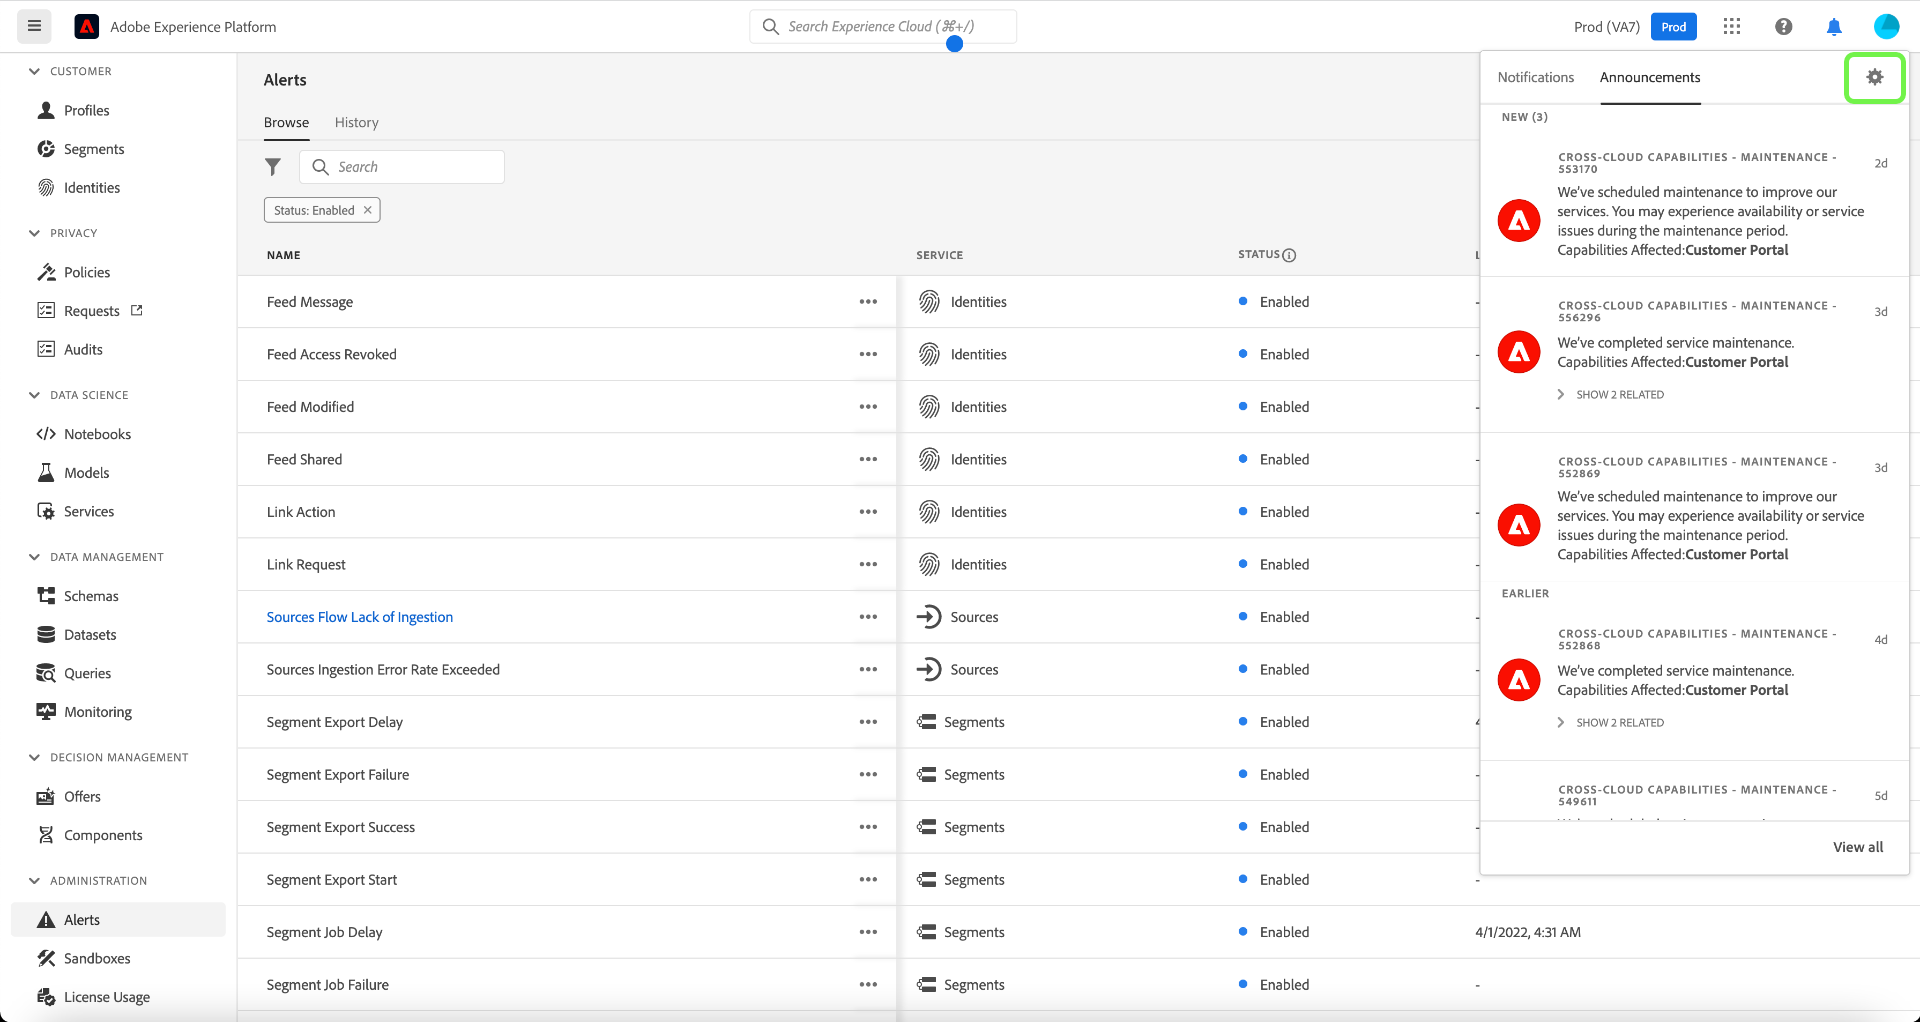 Adobe Experience Platform
Search Experience Cloud (⌘+/)
Prod (VA7)
Prod
CUSTOMER
Profiles
Segments
Identities
PRIVACY
Policies
Requests
Audits
DATA SCIENCE
Notebooks
Models
Services
DATA MANAGEMENT
Schemas
Datasets
Queries
Monitoring
DECISION MANAGEMENT
Offers
Components
ADMINISTRATION
Alerts
Sandboxes
License Usage
Alerts
Browse History
Search
Status: Enabled ×
NAME SERVICE STATUS L
Feed Message ••• Identities Enabled -
Feed Access Revoked ••• Identities Enabled -
Feed Modified ••• Identities Enabled -
Feed Shared ••• Identities Enabled -
Link Action ••• Identities Enabled -
Link Request ••• Identities Enabled -
Sources Flow Lack of Ingestion ••• Sources Enabled -
Sources Ingestion Error Rate Exceeded ••• Sources Enabled -
Segment Export Delay ••• Segments Enabled 4
Segment Export Failure ••• Segments Enabled -
Segment Export Success ••• Segments Enabled -
Segment Export Start ••• Segments Enabled -
Segment Job Delay ••• Segments Enabled 4/1/2022, 4:31 AM
Segment Job Failure ••• Segments Enabled -
Notifications Announcements
NEW (3)
CROSS-CLOUD CAPABILITIES - MAINTENANCE - 2d
553170
We've scheduled maintenance to improve our
services. You may experience availability or service
issues during the maintenance period.
Capabilities Affected:Customer Portal
CROSS-CLOUD CAPABILITIES - MAINTENANCE - 3d
556296
We've completed service maintenance.
Capabilities Affected:Customer Portal
SHOW 2 RELATED
CROSS-CLOUD CAPABILITIES - MAINTENANCE - 3d
552869
We've scheduled maintenance to improve our
services. You may experience availability or service
issues during the maintenance period.
Capabilities Affected:Customer Portal
EARLIER
CROSS-CLOUD CAPABILITIES - MAINTENANCE - 4d
552868
We've completed service maintenance.
Capabilities Affected:Customer Portal
SHOW 2 RELATED
CROSS-CLOUD CAPABILITIES - MAINTENANCE - 5d
549611
View all